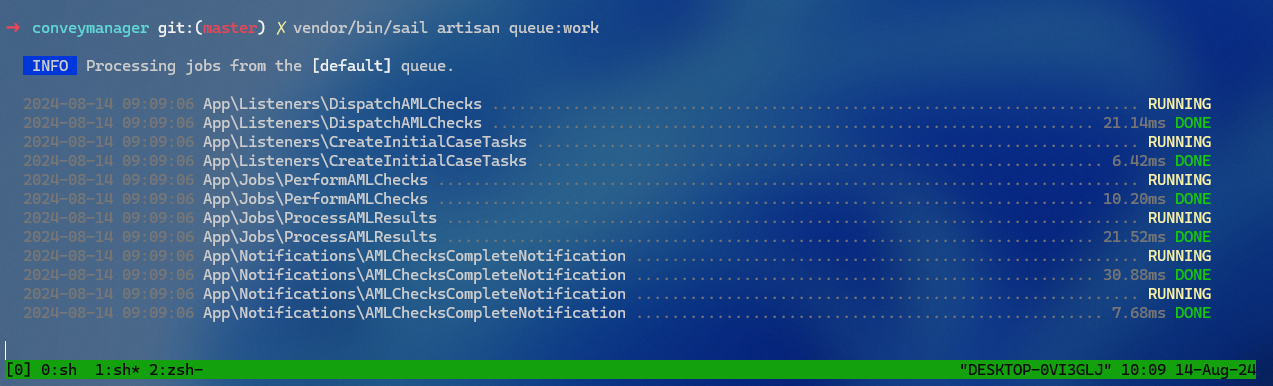 ➜ conveymanager git:(master) ✗ vendor/bin/sail artisan queue:work
INFO Processing jobs from the [default] queue.
2024-08-14 09:09:06 App\Listeners\DispatchAMLChecks ........................................................................ RUNNING
2024-08-14 09:09:06 App\Listeners\DispatchAMLChecks ................................................................... 21.14ms DONE
2024-08-14 09:09:06 App\Listeners\CreateInitialCaseTasks ................................................................... RUNNING
2024-08-14 09:09:06 App\Listeners\CreateInitialCaseTasks ............................................................... 6.42ms DONE
2024-08-14 09:09:06 App\Jobs\PerformAMLChecks .............................................................................. RUNNING
2024-08-14 09:09:06 App\Jobs\PerformAMLChecks ......................................................................... 10.20ms DONE
2024-08-14 09:09:06 App\Jobs\ProcessAMLResults ............................................................................. RUNNING
2024-08-14 09:09:06 App\Jobs\ProcessAMLResults ........................................................................ 21.52ms DONE
2024-08-14 09:09:06 App\Notifications\AMLChecksCompleteNotification ........................................................ RUNNING
2024-08-14 09:09:06 App\Notifications\AMLChecksCompleteNotification ................................................... 30.88ms DONE
2024-08-14 09:09:06 App\Notifications\AMLChecksCompleteNotification ........................................................ RUNNING
2024-08-14 09:09:06 App\Notifications\AMLChecksCompleteNotification .................................................... 7.68ms DONE
[0] 0:sh 1:sh* 2:zsh- "DESKTOP-0VI3GLJ" 10:09 14-Aug-24